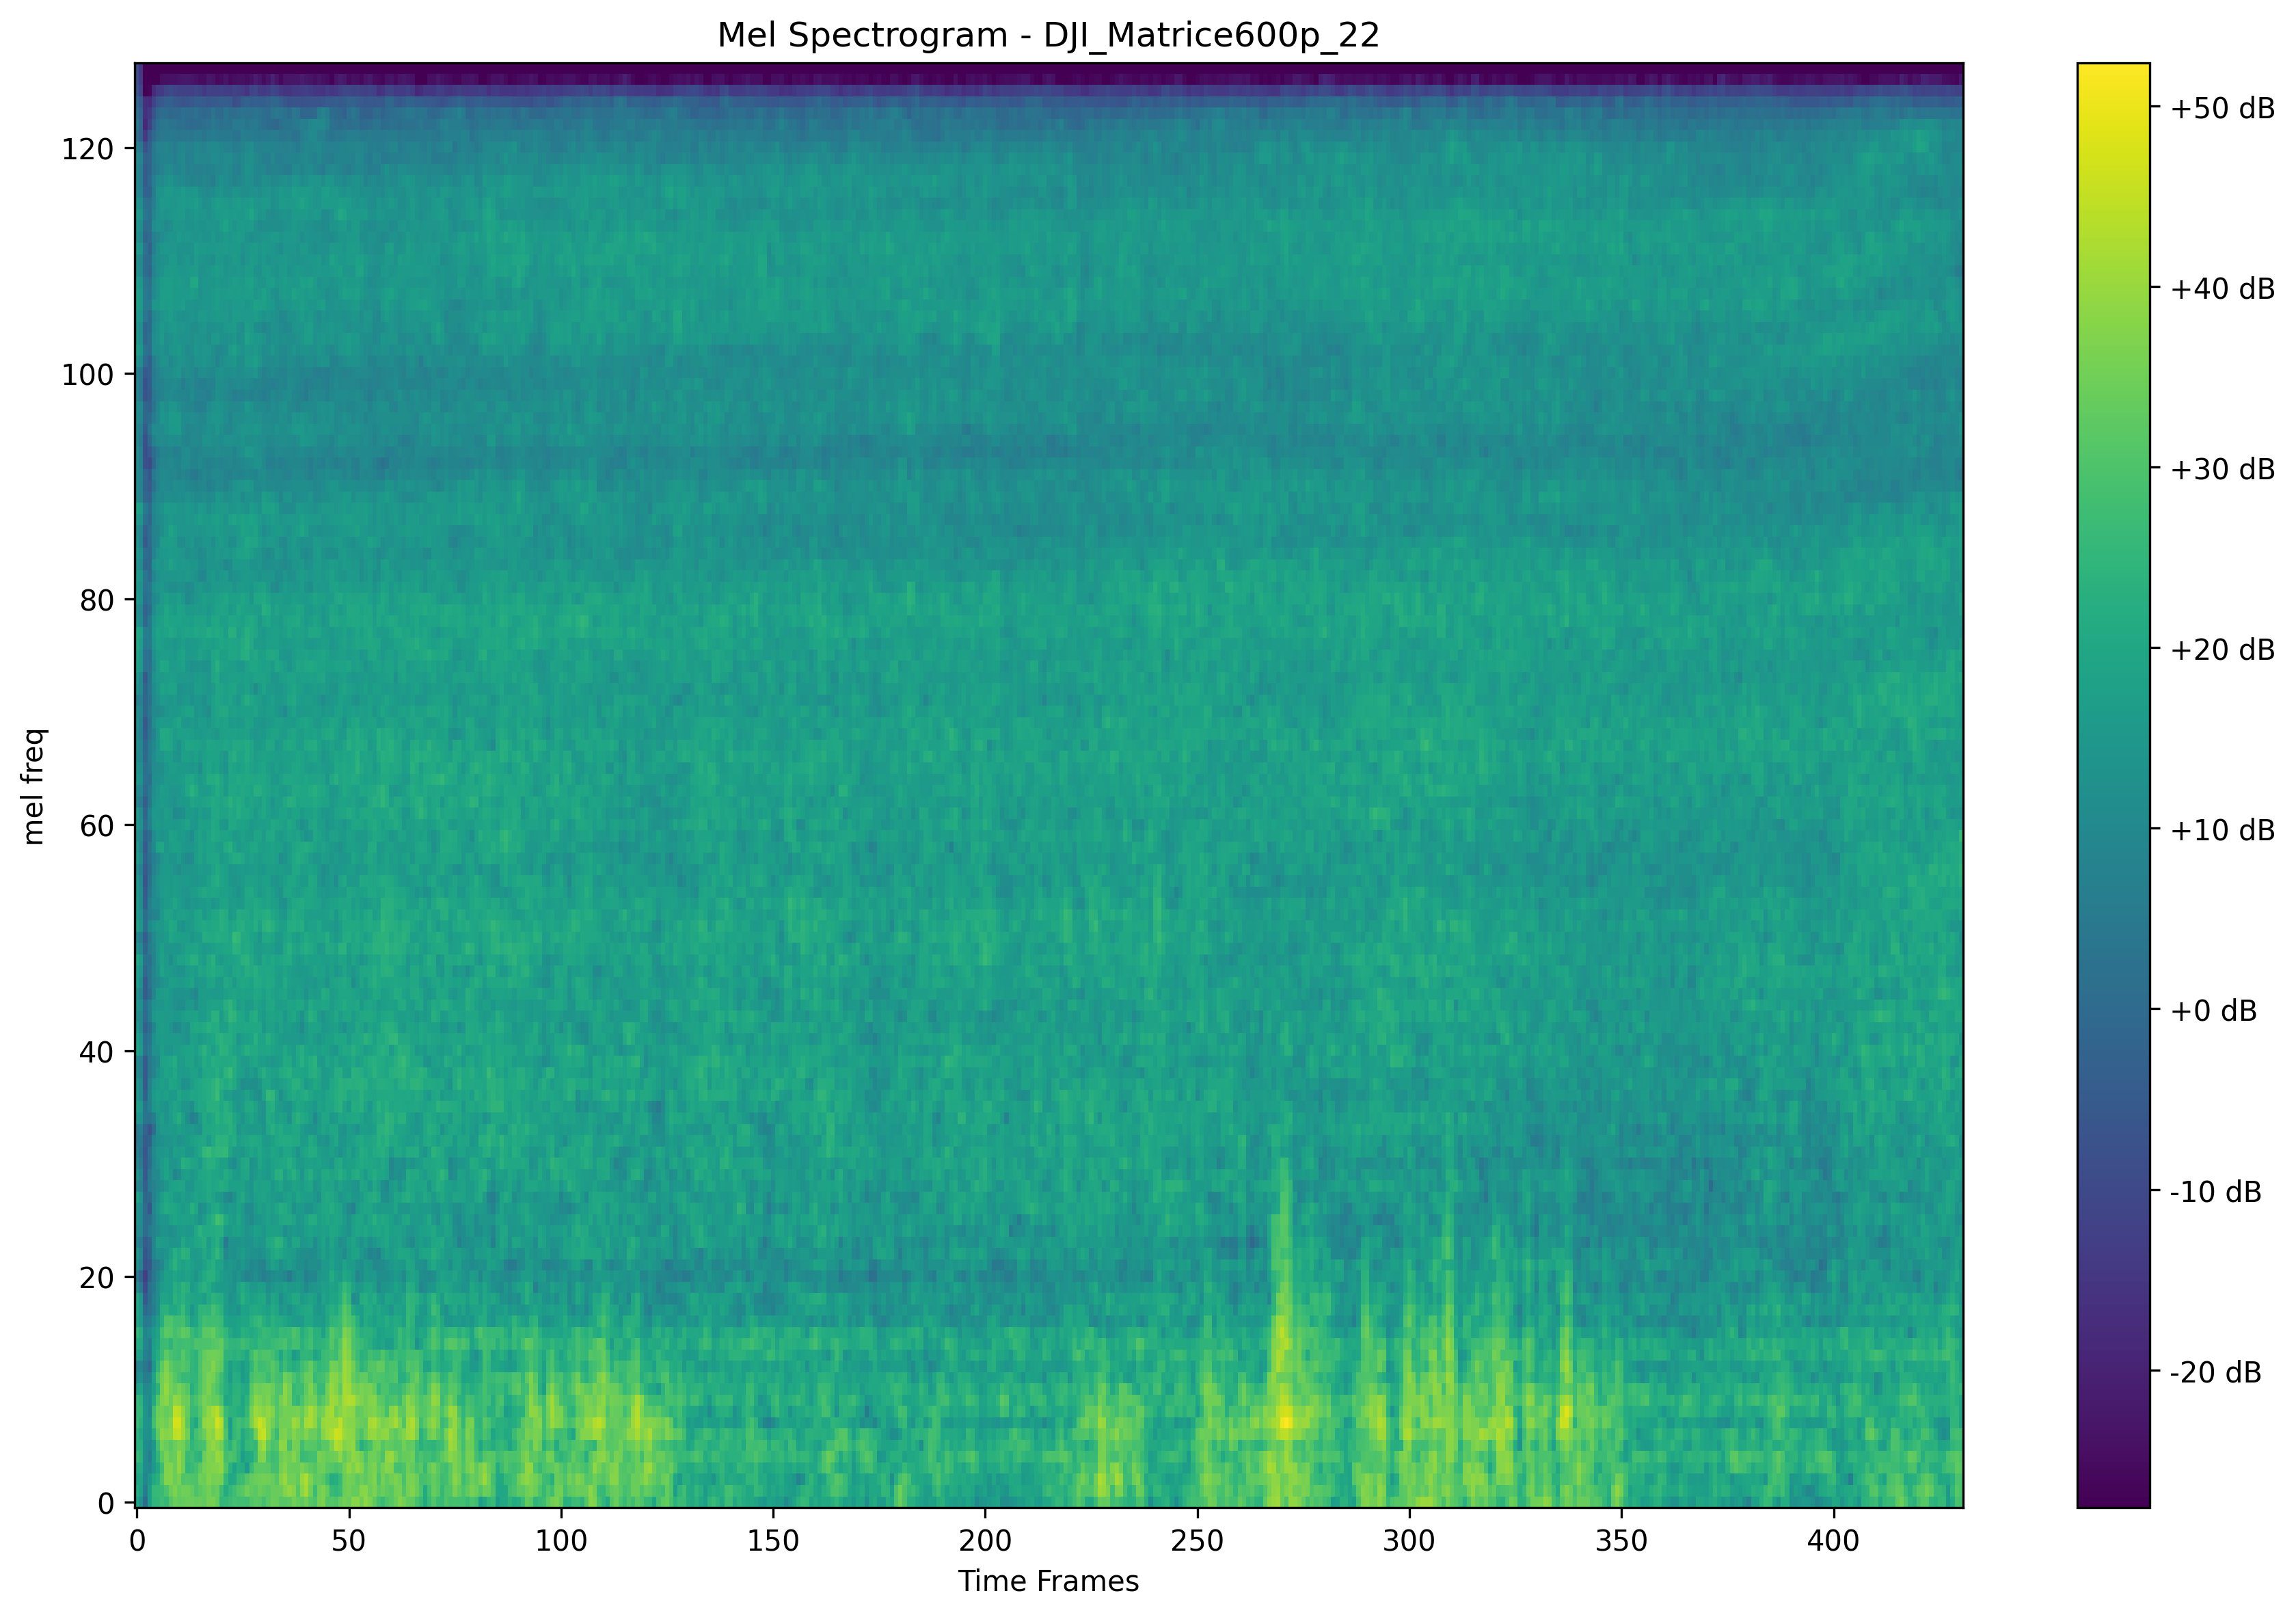 Mel Spectrogram - DJI_Matrice600p_22
mel freq
120
100
80
60
40
20
0
0 50 100 150 200 250 300 350 400
Time Frames
+50 dB
+40 dB
+30 dB
+20 dB
+10 dB
+0 dB
-10 dB
-20 dB